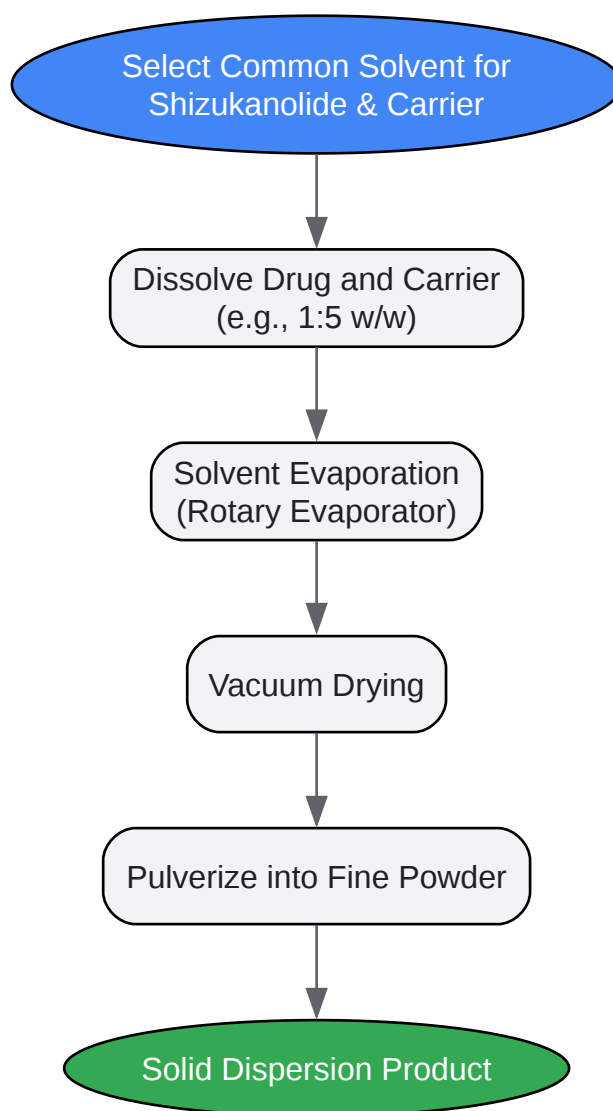 Select Common Solvent for
Shizukanolide & Carrier
Dissolve Drug and Carrier
(e.g., 1:5 w/w)
Solvent Evaporation
(Rotary Evaporator)
Vacuum Drying
Pulverize into Fine Powder
Solid Dispersion Product